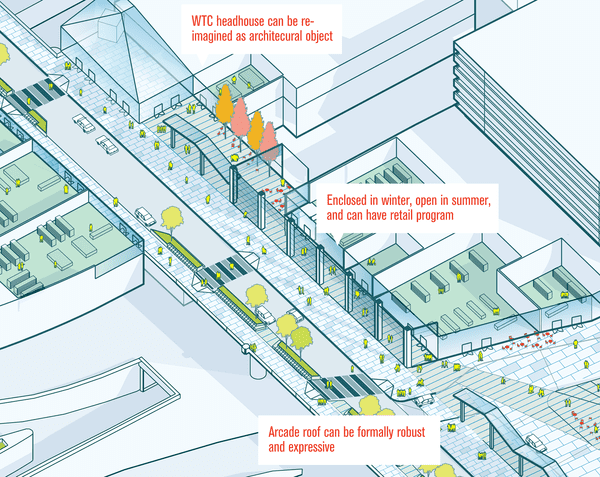 WTC headhouse can be re-
imagined as architecural object
Enclosed in winter, open in summer,
and can have retail program
Arcade roof can be formally robust
and expressive